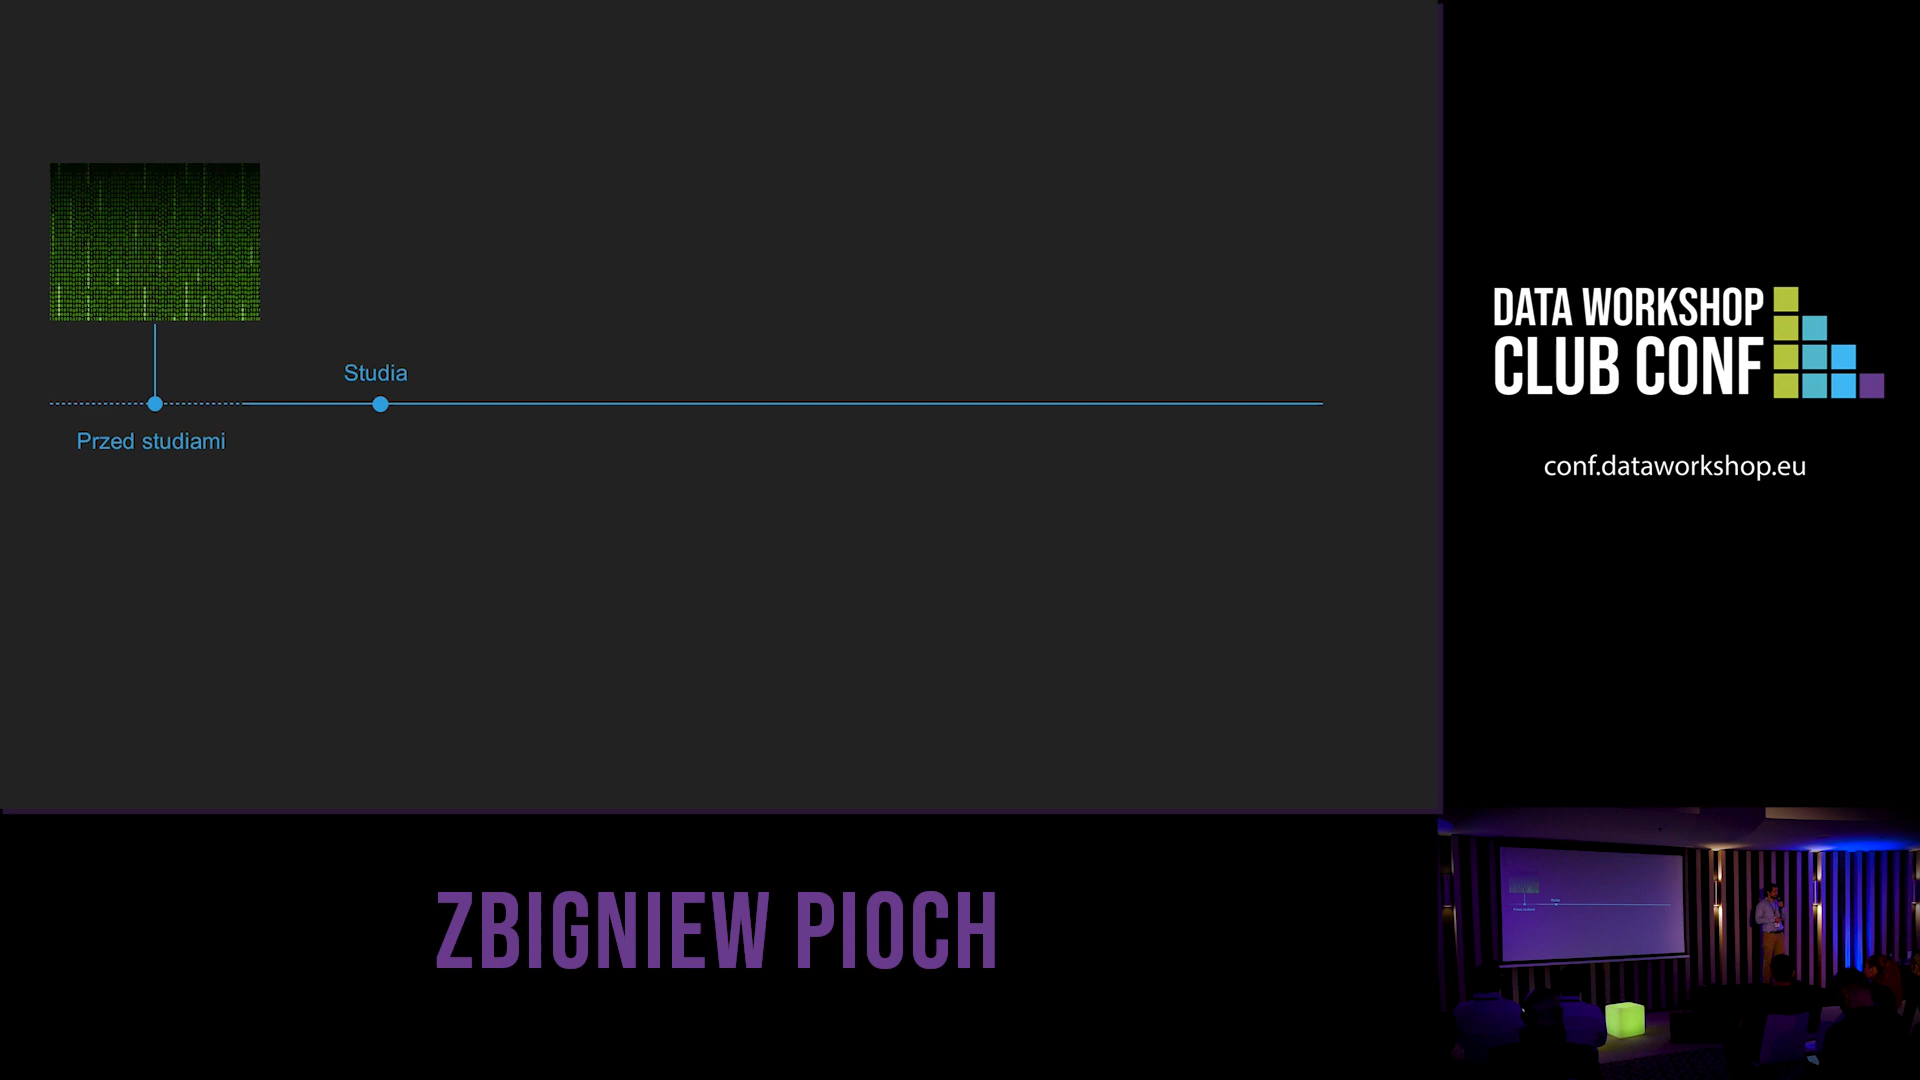 Studia
Przed studiami
DATA WORKSHOP
CLUB CONF
conf.dataworkshop.eu
ZBIGNIEW PIOCH